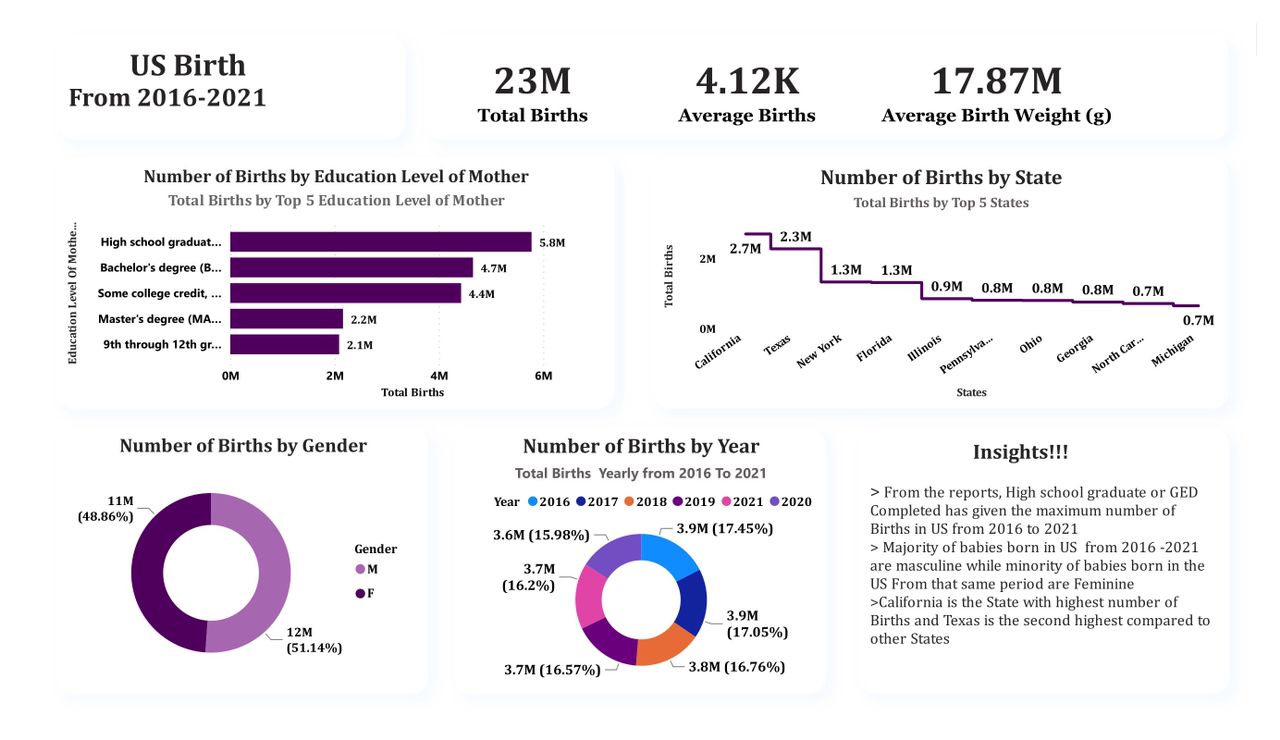 US Birth
From 2016-2021
23M
Total Births
4.12K
Average Births
17.87M
Average Birth Weight (g)
Number of Births by Education Level of Mother
Total Births by Top 5 Education Level of Mother
Education Level Of Mothe...
High school graduat...
5.8M
Bachelor's degree (B...
4.7M
Some college credit, ...
4.4M
Master's degree (MA...
2.2M
9th through 12th gr...
2.1M
0M
2M
4M
6M
Total Births
Number of Births by State
Total Births by Top 5 States
Total Births
2M
0M
2.7M
2.3M
1.3M
1.3M
0.9M
0.8M
0.8M
0.8M
0.7M
0.7M
California
Texas
New York
Florida
Illinois
Pennsylva...
Ohio
Georgia
North Car...
Michigan
States
Number of Births by Gender
11M
(48.86%)
12M
(51.14%)
Gender
M
F
Number of Births by Year
Total Births  Yearly from 2016 To 2021
Year 2016 2017 2018 2019 2021 2020
3.9M (17.45%)
3.9M
(17.05%)
3.8M (16.76%)
3.7M (16.57%)
3.7M
(16.2%)
3.6M (15.98%)
Insights!!!
> From the reports, High school graduate or GED
Completed has given the maximum number of
Births in US from 2016 to 2021
> Majority of babies born in US  from 2016 -2021
are masculine while minority of babies born in the
US From that same period are Feminine
>California is the State with highest number of
Births and Texas is the second highest compared to
other States